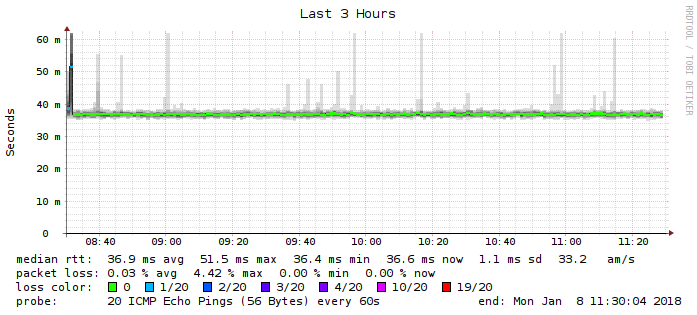 Last 3 Hours
RRDTOOL / TOBI OETIKER
Seconds
60 m
50 m
40 m
30 m
20 m
10 m
0
08:40 09:00 09:20 09:40 10:00 10:20 10:40 11:00 11:20
median rtt: 36.9 ms avg 51.5 ms max 36.4 ms min 36.6 ms now 1.1 ms sd 33.2 am/s
packet loss: 0.03 % avg 4.42 % max 0.00 % min 0.00 % now
loss color: 0 1/20 2/20 3/20 4/20 10/20 19/20
probe: 20 ICMP Echo Pings (56 Bytes) every 60s end: Mon Jan 8 11:30:04 2018